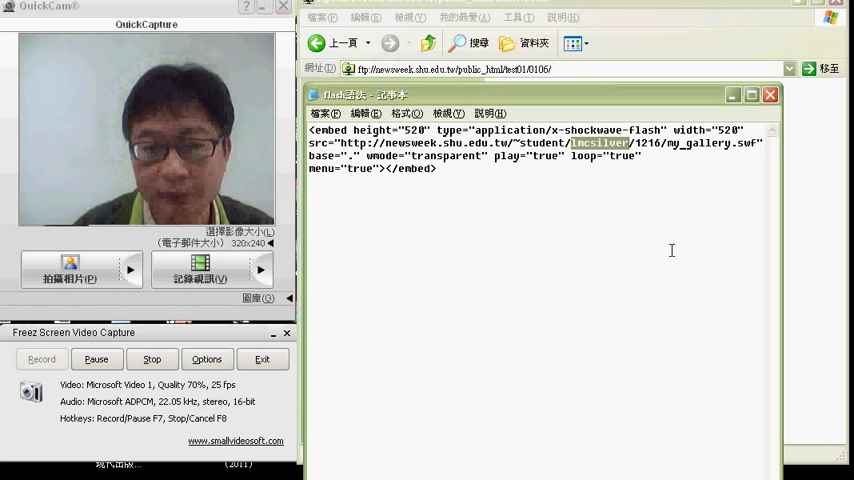 QuickCam®
QuickCapture
選擇影像大小(L)
(電子郵件大小) 320x240
拍攝相片(P)
記錄視訊(V)
圖庫(G)
Freez Screen Video Capture
Record
Pause
Stop
Options
Exit
Video: Microsoft Video 1, Quality 70%, 25 fps
Audio: Microsoft ADPCM, 22.05 kHz, stereo, 16-bit
Hotkeys: Record/Pause F7, Stop/Cancel F8
www.smallvideosoft.com
現代出版...
(2011)
檔案(F) 編輯(E) 檢視(V) 我的最愛(A) 工具(T) 說明(H)
上一頁 搜尋 資料夾
網址(D) ftp://newsweek.shu.edu.tw/public_html/test01/0106/ 移至
flash語法 - 記事本
檔案(F) 編輯(E) 格式(O) 檢視(V) 說明(H)
<embed height="520" type="application/x-shockwave-flash" width="520"
src="http://newsweek.shu.edu.tw/~student/lmcsilver/1216/my_gallery.swf"
base="." wmode="transparent" play="true" loop="true"
menu="true"></embed>